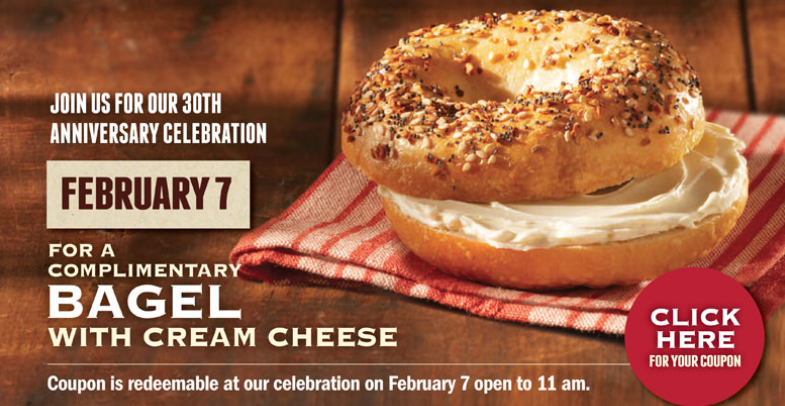 JOIN US FOR OUR 30TH
ANNIVERSARY CELEBRATION
FEBRUARY 7
FOR A
COMPLIMENTARY
BAGEL
WITH CREAM CHEESE
CLICK
HERE
FOR YOUR COUPON
Coupon is redeemable at our celebration on February 7 open to 11 am.